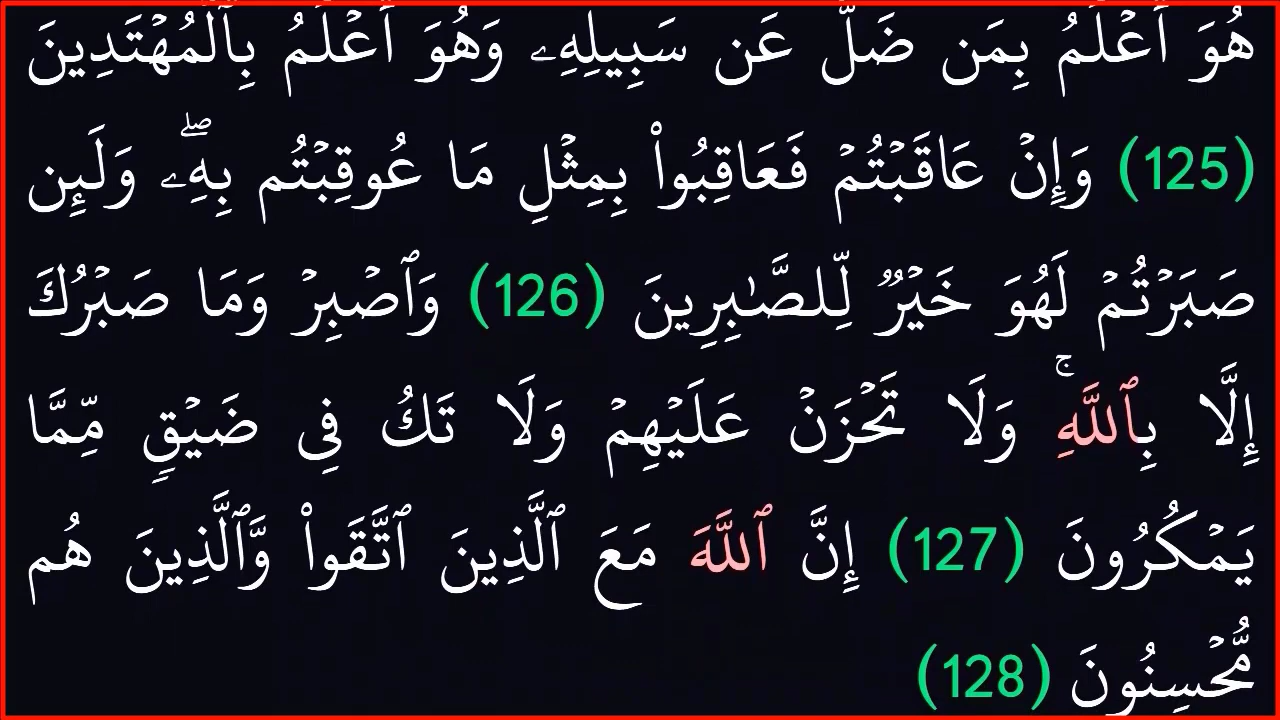 هُوَ أَعۡلَمُ بِمَن ضَلَّ عَن سَبِيلِهِۦ وَهُوَ أَعۡلَمُ بِٱلۡمُهۡتَدِينَ
(125) وَإِنۡ عَاقَبۡتُمۡ فَعَاقِبُواْ بِمِثۡلِ مَا عُوقِبۡتُم بِهِۦۖ وَلَئِن
صَبَرۡتُمۡ لَهُوَ خَيۡرٞ لِّلصَّٰبِرِينَ (126) وَٱصۡبِرۡ وَمَا صَبۡرُكَ
إِلَّا بِٱللَّهِۚ وَلَا تَحۡزَنۡ عَلَيۡهِمۡ وَلَا تَكُ فِي ضَيۡقٖ مِّمَّا
يَمۡكُرُونَ (127) إِنَّ ٱللَّهَ مَعَ ٱلَّذِينَ ٱتَّقَواْ وَّٱلَّذِينَ هُم
مُّحۡسِنُونَ (128)